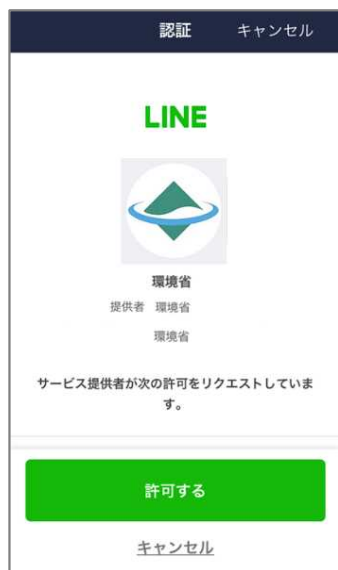 認証 キャンセル
LINE
環境省
提供者 環境省
環境省
サービス提供者が次の許可をリクエストしていま
す。
許可する
キャンセル